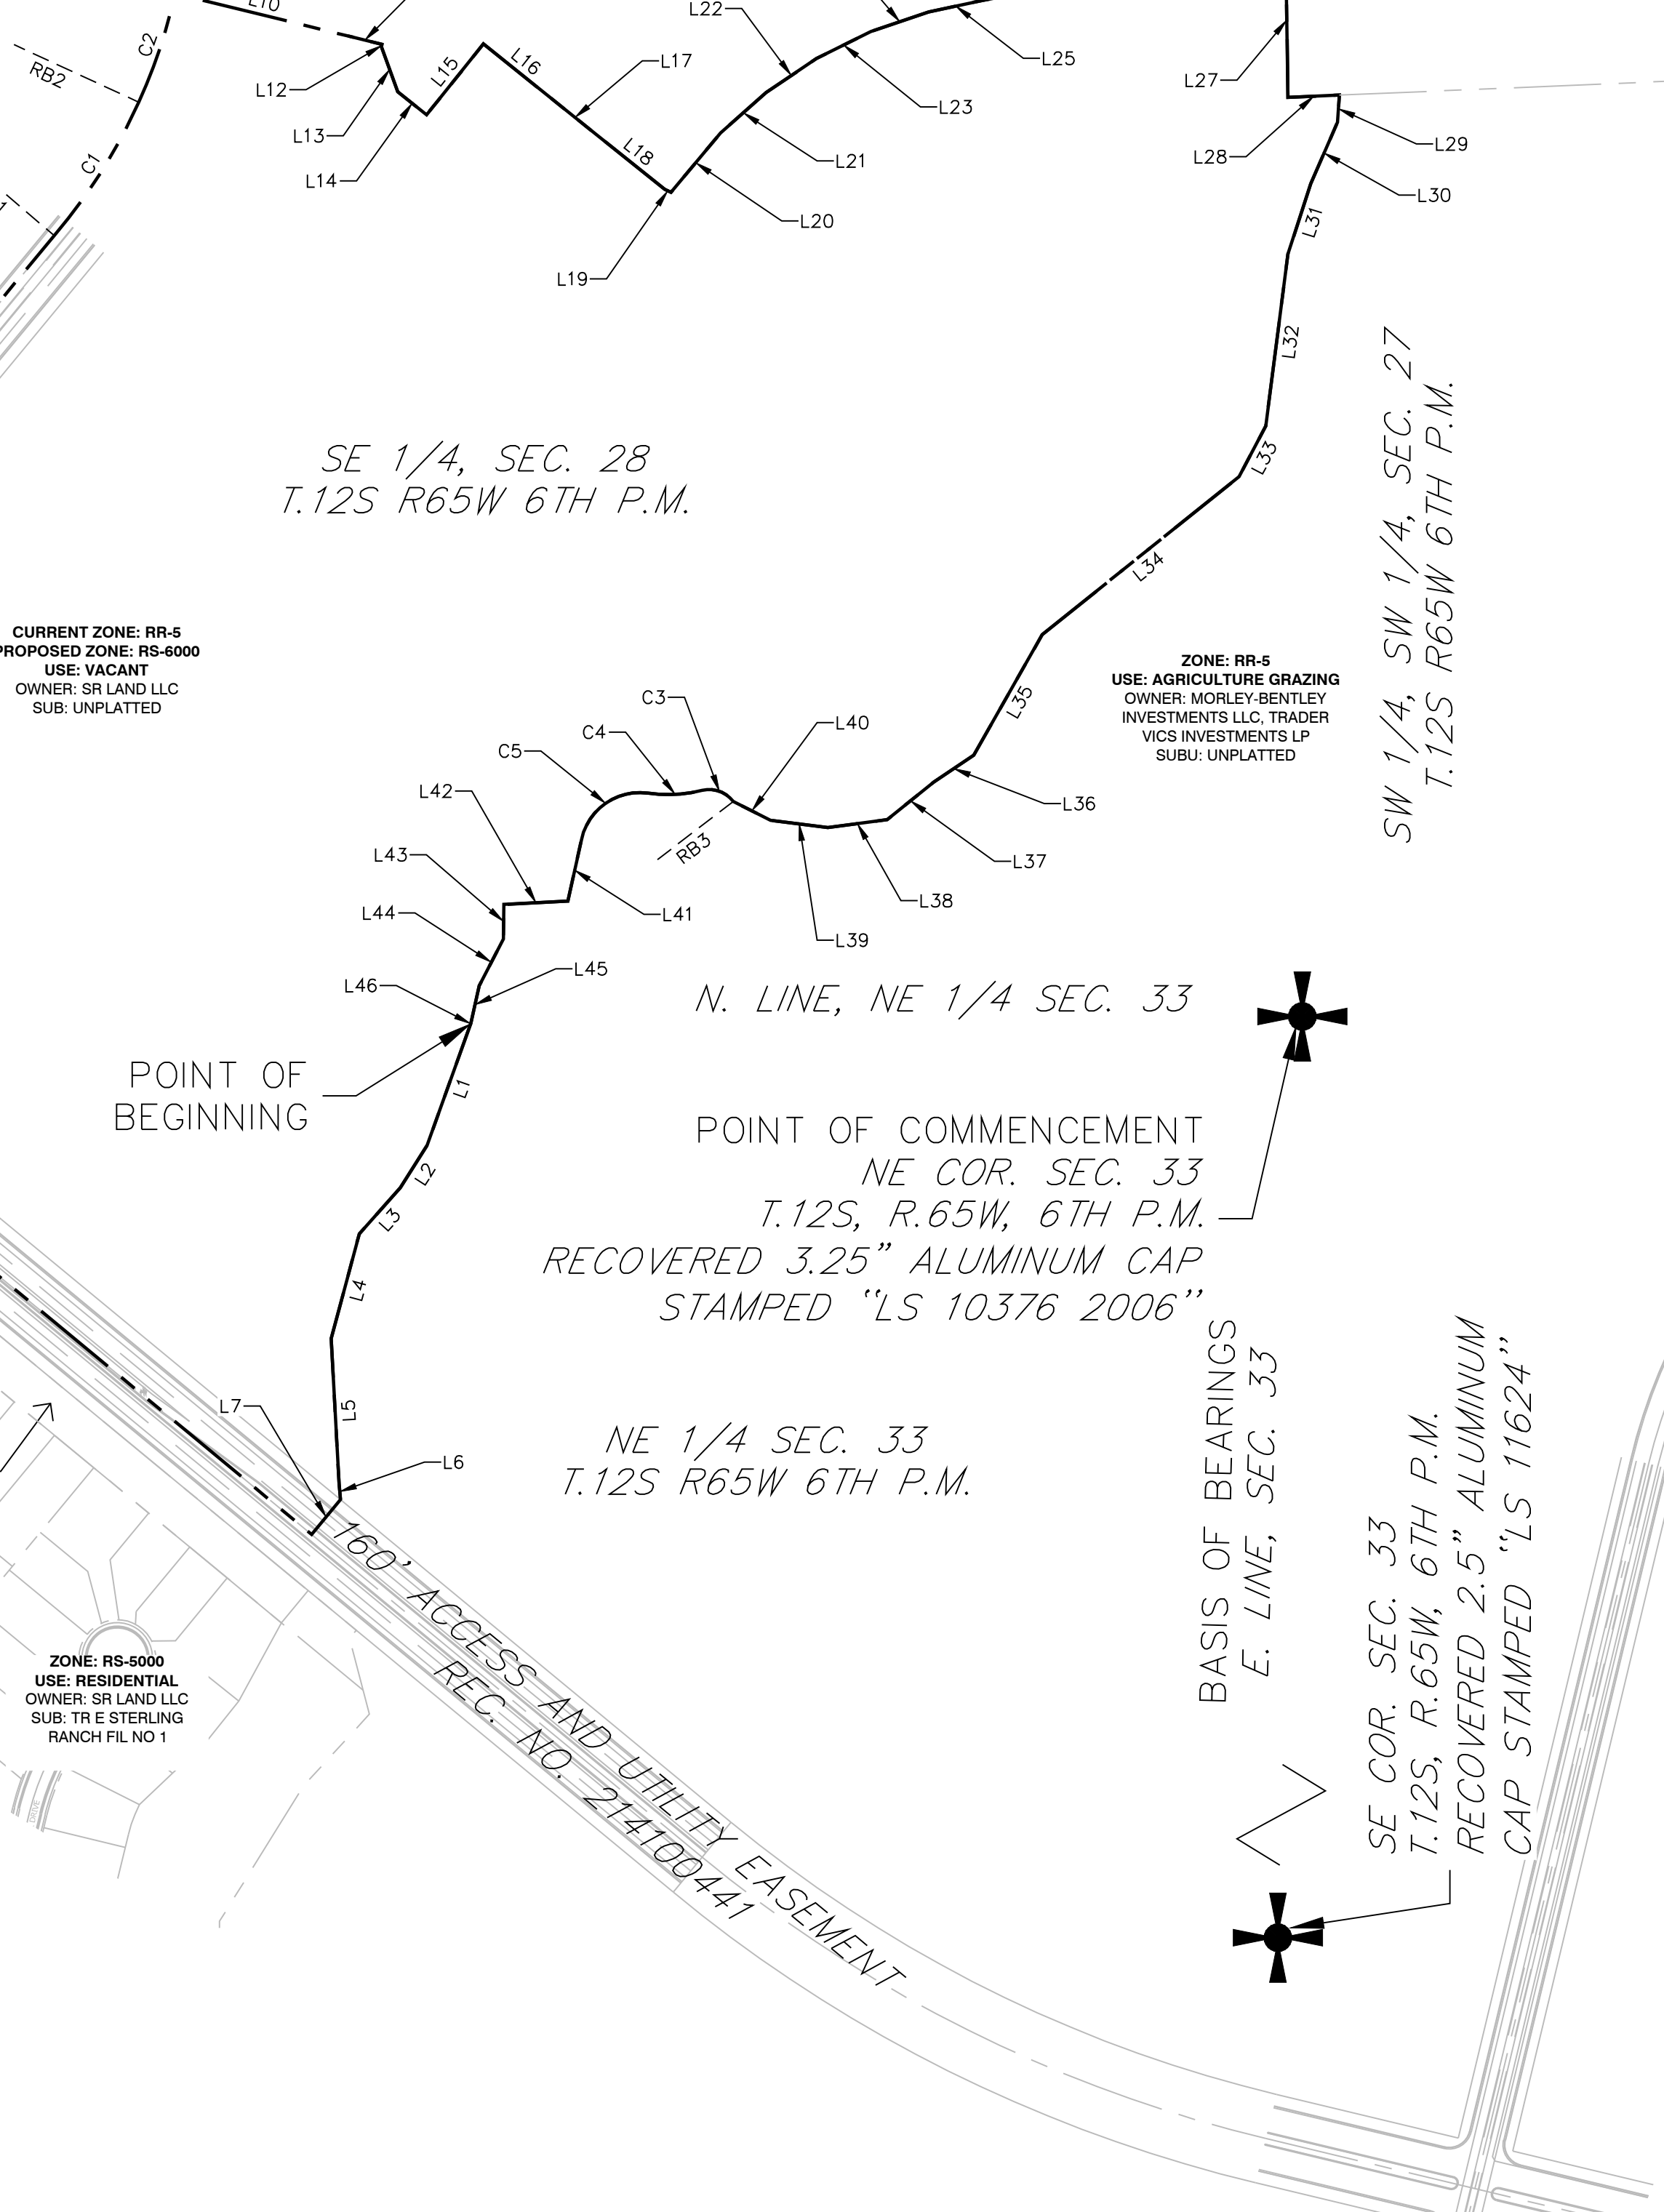 L10
L22
L25
C2
RB2
L12
L15
L16
L17
L27
L13
L23
L14
L18
L21
L28
L29
L30
C1
L20
L31
L19
L32
SE 1/4, SEC. 28
T.12S R65W 6TH P.M.
SW 1/4, SW 1/4, SEC. 27
T.12S R65W 6TH P.M.
L33
L34
CURRENT ZONE: RR-5
PROPOSED ZONE: RS-6000
USE: VACANT
OWNER: SR LAND LLC
SUB: UNPLATTED
ZONE: RR-5
USE: AGRICULTURE GRAZING
OWNER: MORLEY-BENTLEY
INVESTMENTS LLC, TRADER
VICS INVESTMENTS LP
SUBU: UNPLATTED
L35
C3
C4
C5
L40
L42
L36
RB3
L43
L37
L44
L41
L38
L39
L46
L45
N. LINE, NE 1/4 SEC. 33
POINT OF
BEGINNING
L1
POINT OF COMMENCEMENT
NE COR. SEC. 33
T.12S, R.65W, 6TH P.M.
RECOVERED 3.25” ALUMINUM CAP
STAMPED “LS 10376 2006”
L2
L3
L4
L5
L7
L6
NE 1/4 SEC. 33
T.12S R65W 6TH P.M.
BASIS OF BEARINGS
E. LINE, SEC. 33
SE COR. SEC. 33
T.12S, R.65W, 6TH P.M.
RECOVERED 2.5” ALUMINUM
CAP STAMPED “LS 11624”
160' ACCESS AND UTILITY EASEMENT
REC. NO. 214100441
ZONE: RS-5000
USE: RESIDENTIAL
OWNER: SR LAND LLC
SUB: TR E STERLING
RANCH FIL NO 1
DRIVE